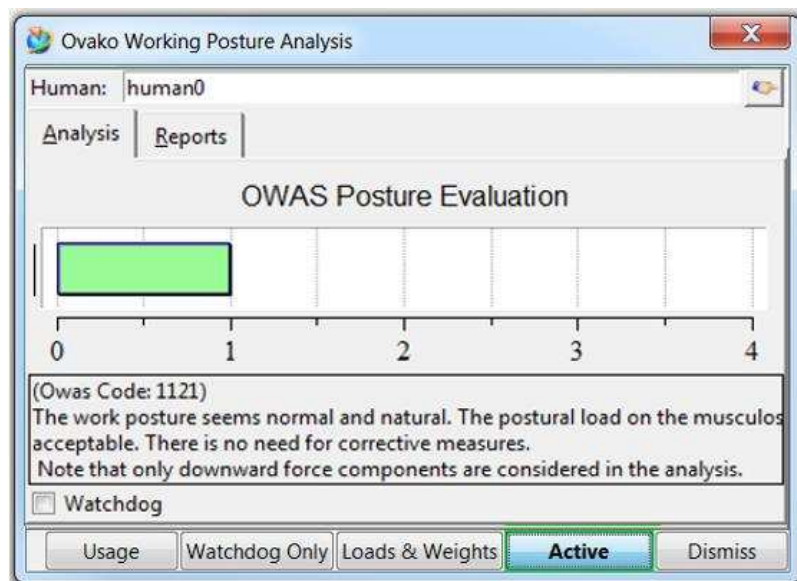 Ovako Working Posture Analysis
Human: human0
Analysis Reports
OWAS Posture Evaluation
0 1 2 3 4
(Owas Code: 1121)
The work posture seems normal and natural. The postural load on the musculos
acceptable. There is no need for corrective measures.
Note that only downward force components are considered in the analysis.
Watchdog
Usage Watchdog Only Loads & Weights Active Dismiss